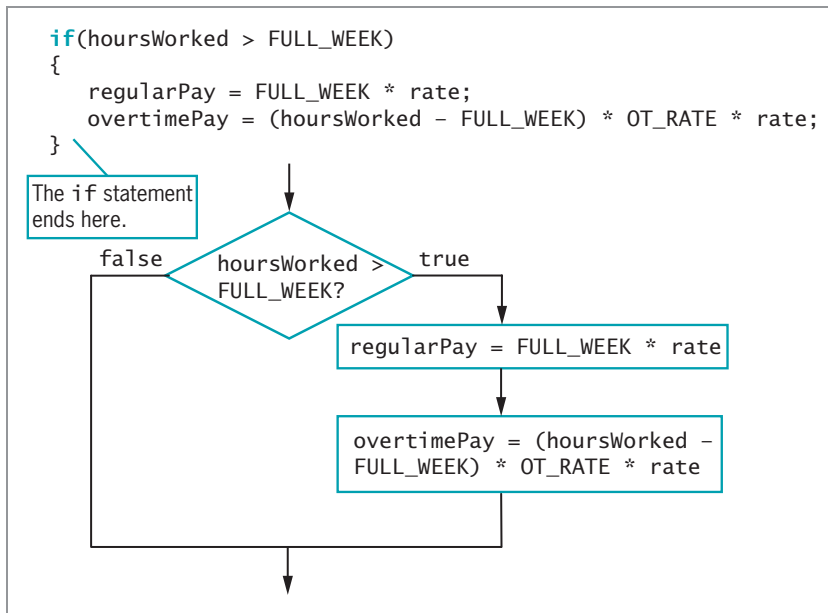 if(hoursWorked > FULL_WEEK)
{
   regularPay = FULL_WEEK * rate;
   overtimePay = (hoursWorked – FULL_WEEK) * OT_RATE * rate;
}
The if statement
ends here.
false
hoursWorked >
FULL_WEEK?
true
regularPay = FULL_WEEK * rate
overtimePay = (hoursWorked –
FULL_WEEK) * OT_RATE * rate